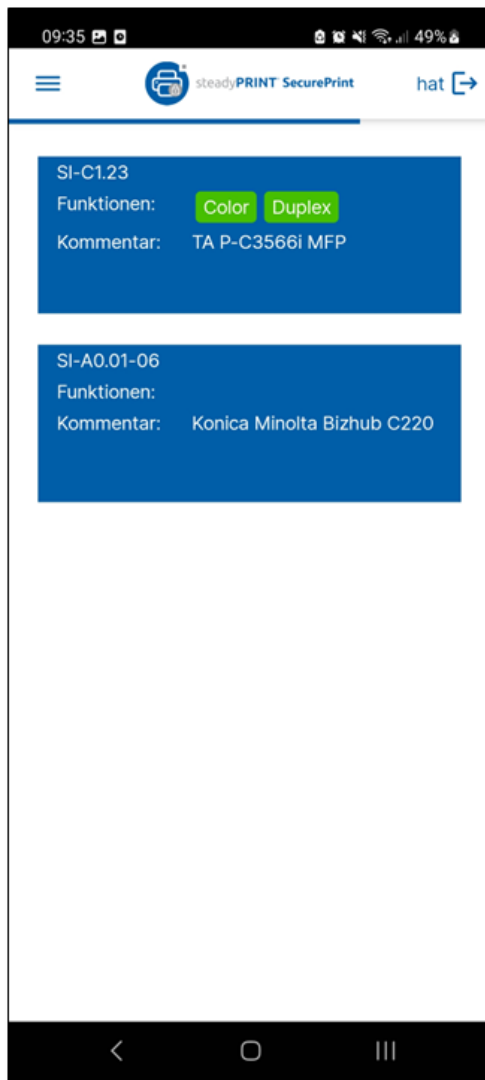 09:35 49%
steadyPRINT SecurePrint hat
SI-C1.23
Funktionen: Color Duplex
Kommentar: TA P-C3566i MFP
SI-A0.01-06
Funktionen:
Kommentar: Konica Minolta Bizhub C220